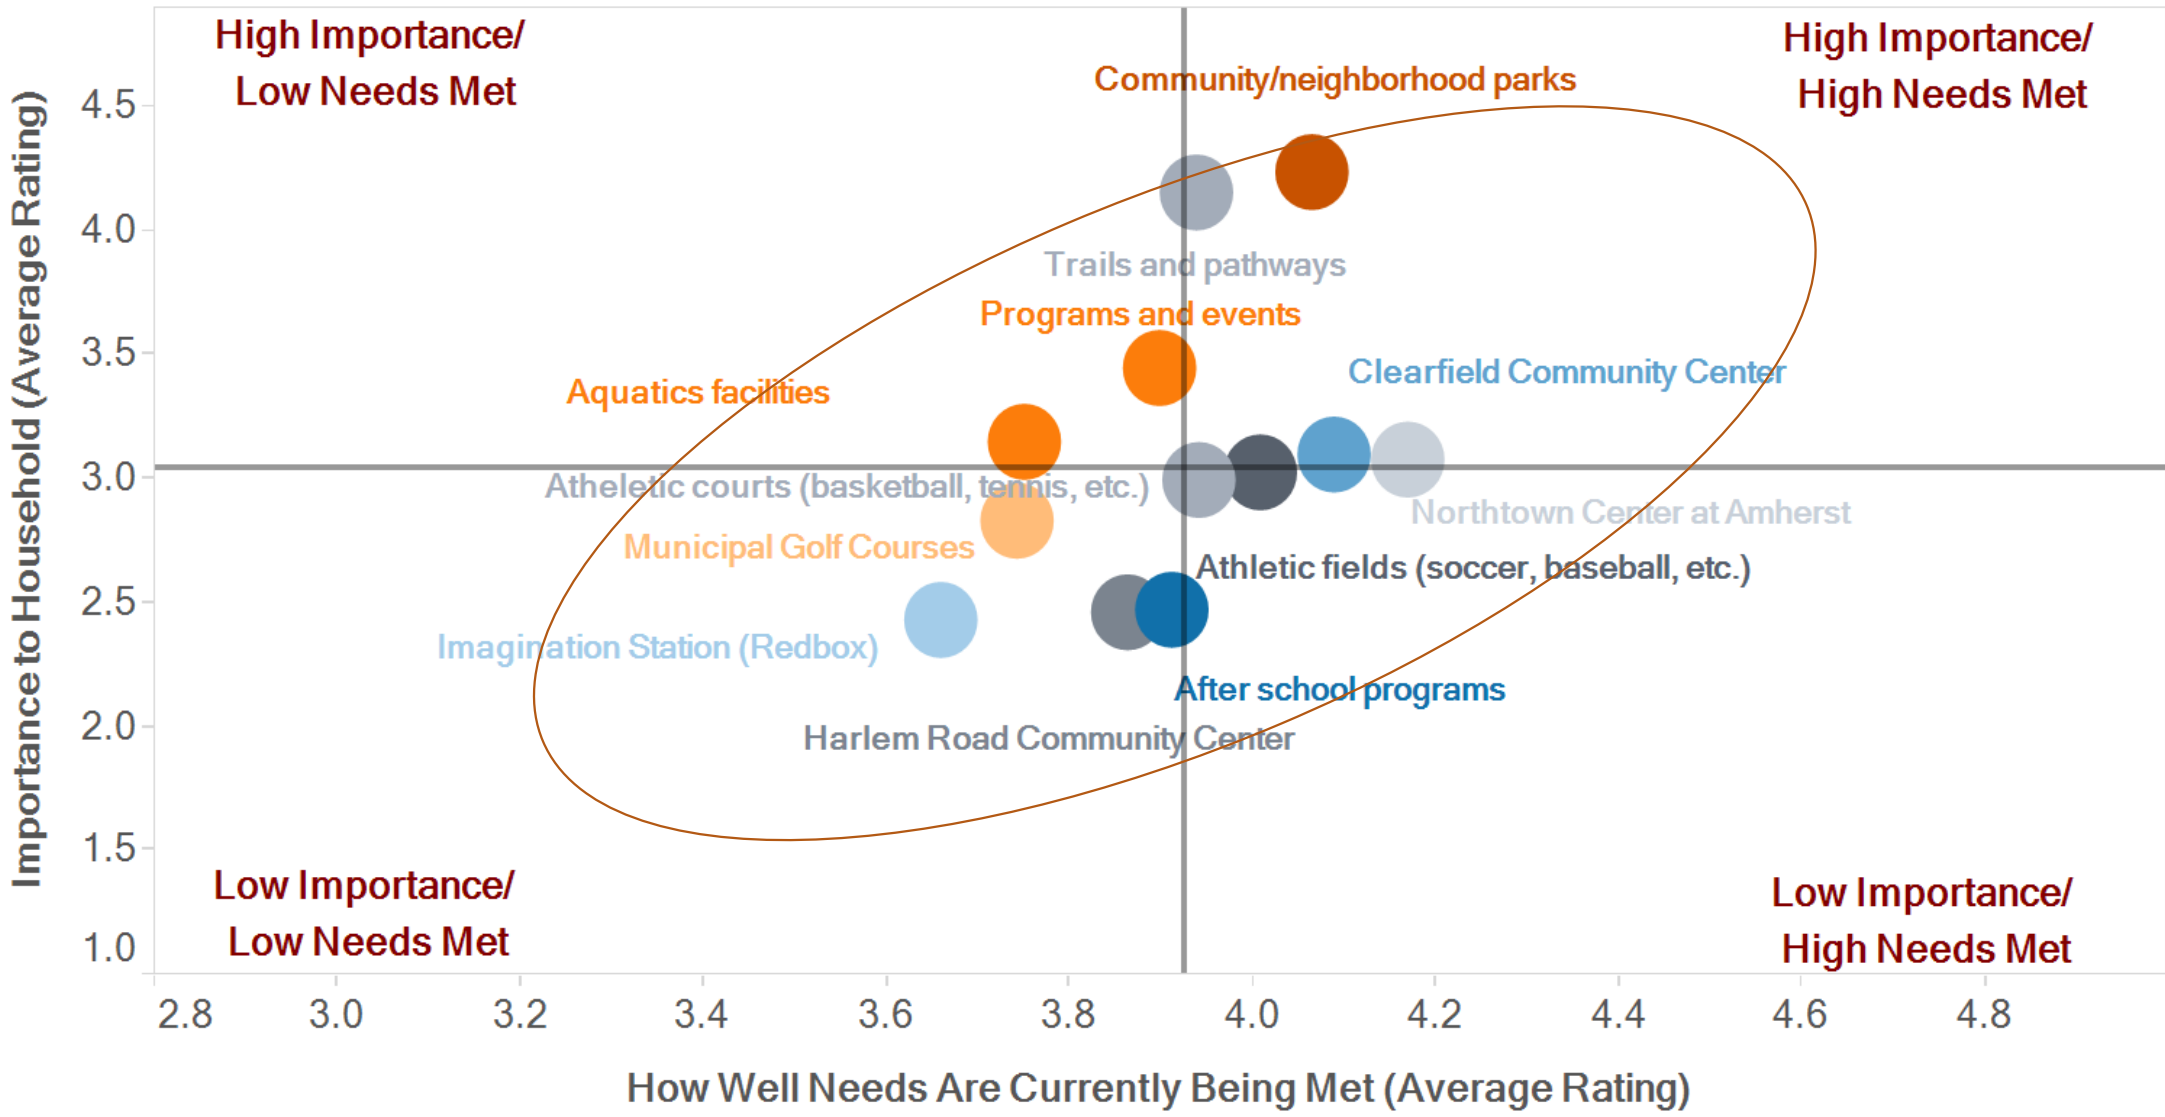 High Importance/
Low Needs Met
High Importance/
High Needs Met
Community/neighborhood parks
Trails and pathways
Programs and events
Clearfield Community Center
Aquatics facilities
Atheletic courts (basketball, tennis, etc.)
Northtown Center at Amherst
Municipal Golf Courses
Athletic fields (soccer, baseball, etc.)
Imagination Station (Redbox)
After school programs
Harlem Road Community Center
Low Importance/
Low Needs Met
Low Importance/
High Needs Met
Importance to Household (Average Rating)
4.5
4.0
3.5
3.0
2.5
2.0
1.5
1.0
2.8 3.0 3.2 3.4 3.6 3.8 4.0 4.2 4.4 4.6 4.8
How Well Needs Are Currently Being Met (Average Rating)